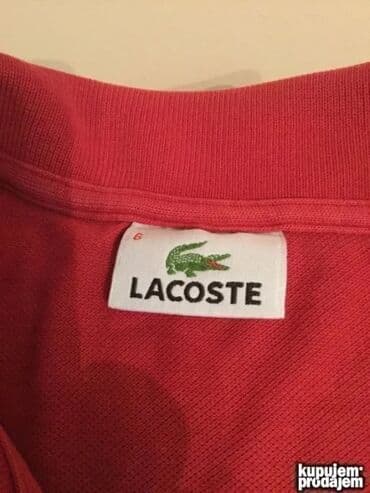 6
LACOSTE
kupujem
prodajem